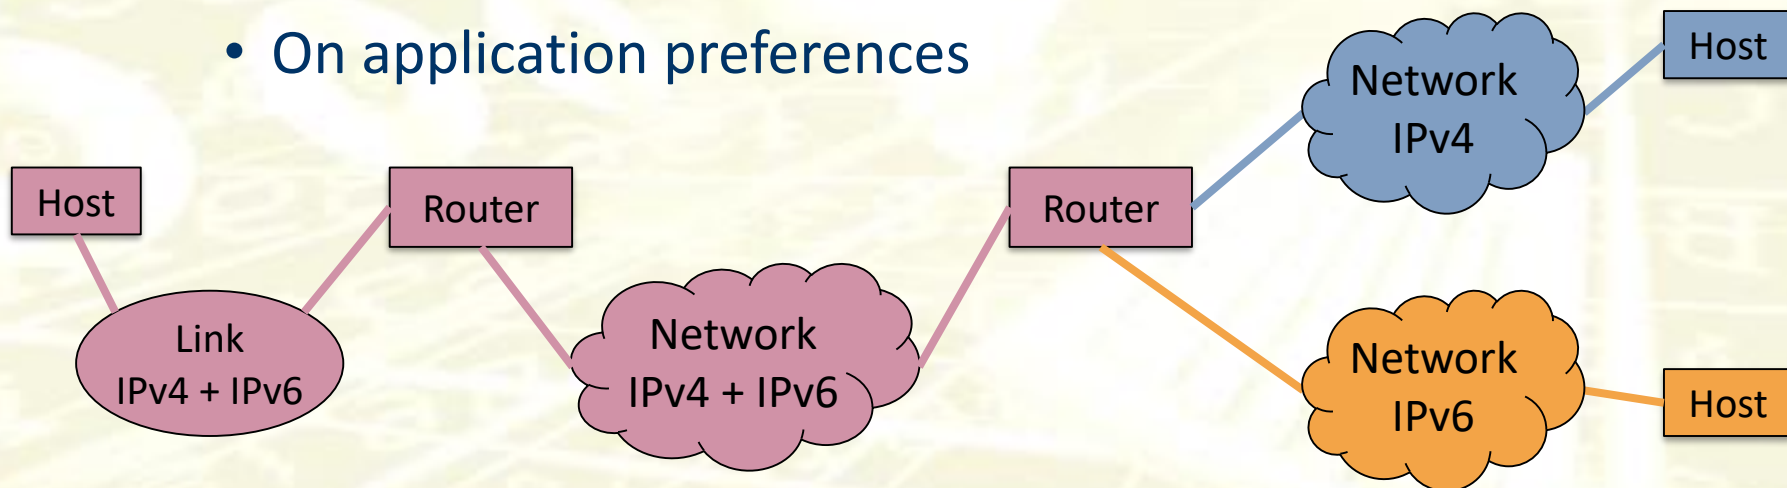 • On application preferences
Host
Router
Link
IPv4 + IPv6
Network
IPv4 + IPv6
Router
Network
IPv4
Host
Network
IPv6
Host